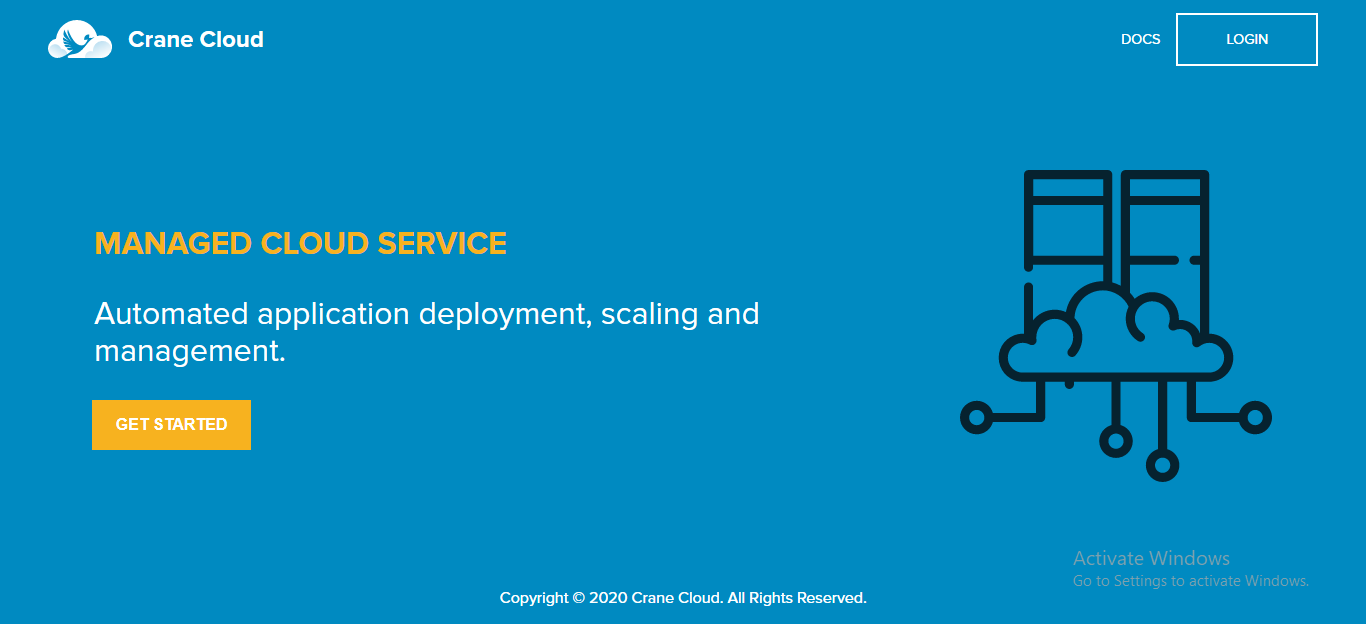 Crane Cloud
DOCS
LOGIN
MANAGED CLOUD SERVICE
Automated application deployment, scaling and
management.
GET STARTED
Activate Windows
Go to Settings to activate Windows.
Copyright © 2020 Crane Cloud. All Rights Reserved.